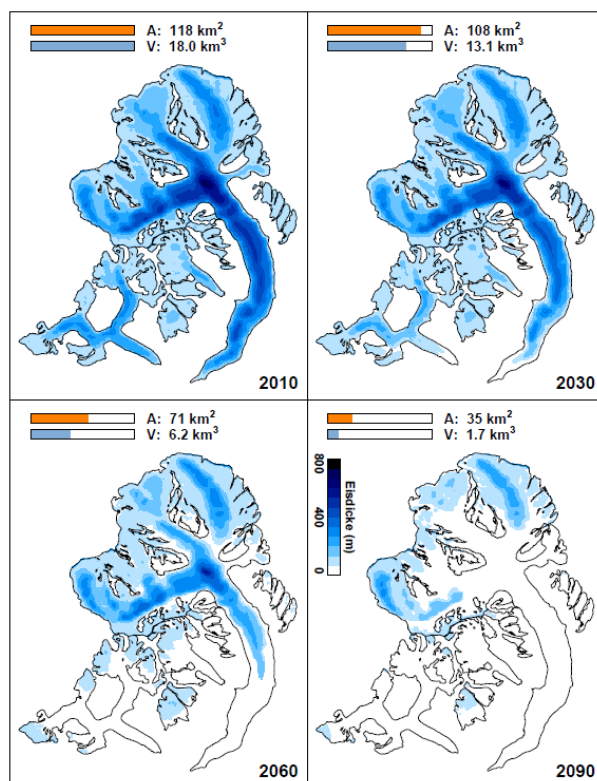 A: 118 km²
V: 18.0 km³
2010
A: 108 km²
V: 13.1 km³
2030
A: 71 km²
V: 6.2 km³
2060
A: 35 km²
V: 1.7 km³
800
400
0
Eisdicke (m)
2090